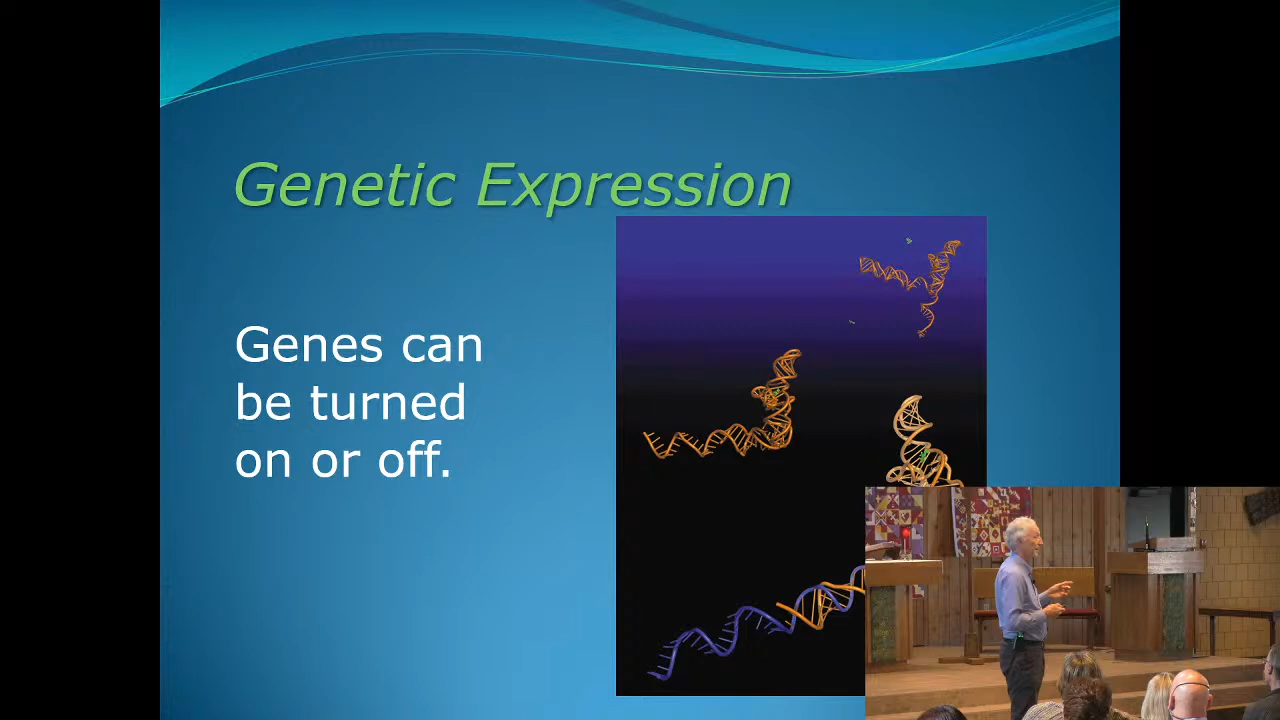 Genetic Expression
Genes can
be turned
on or off.